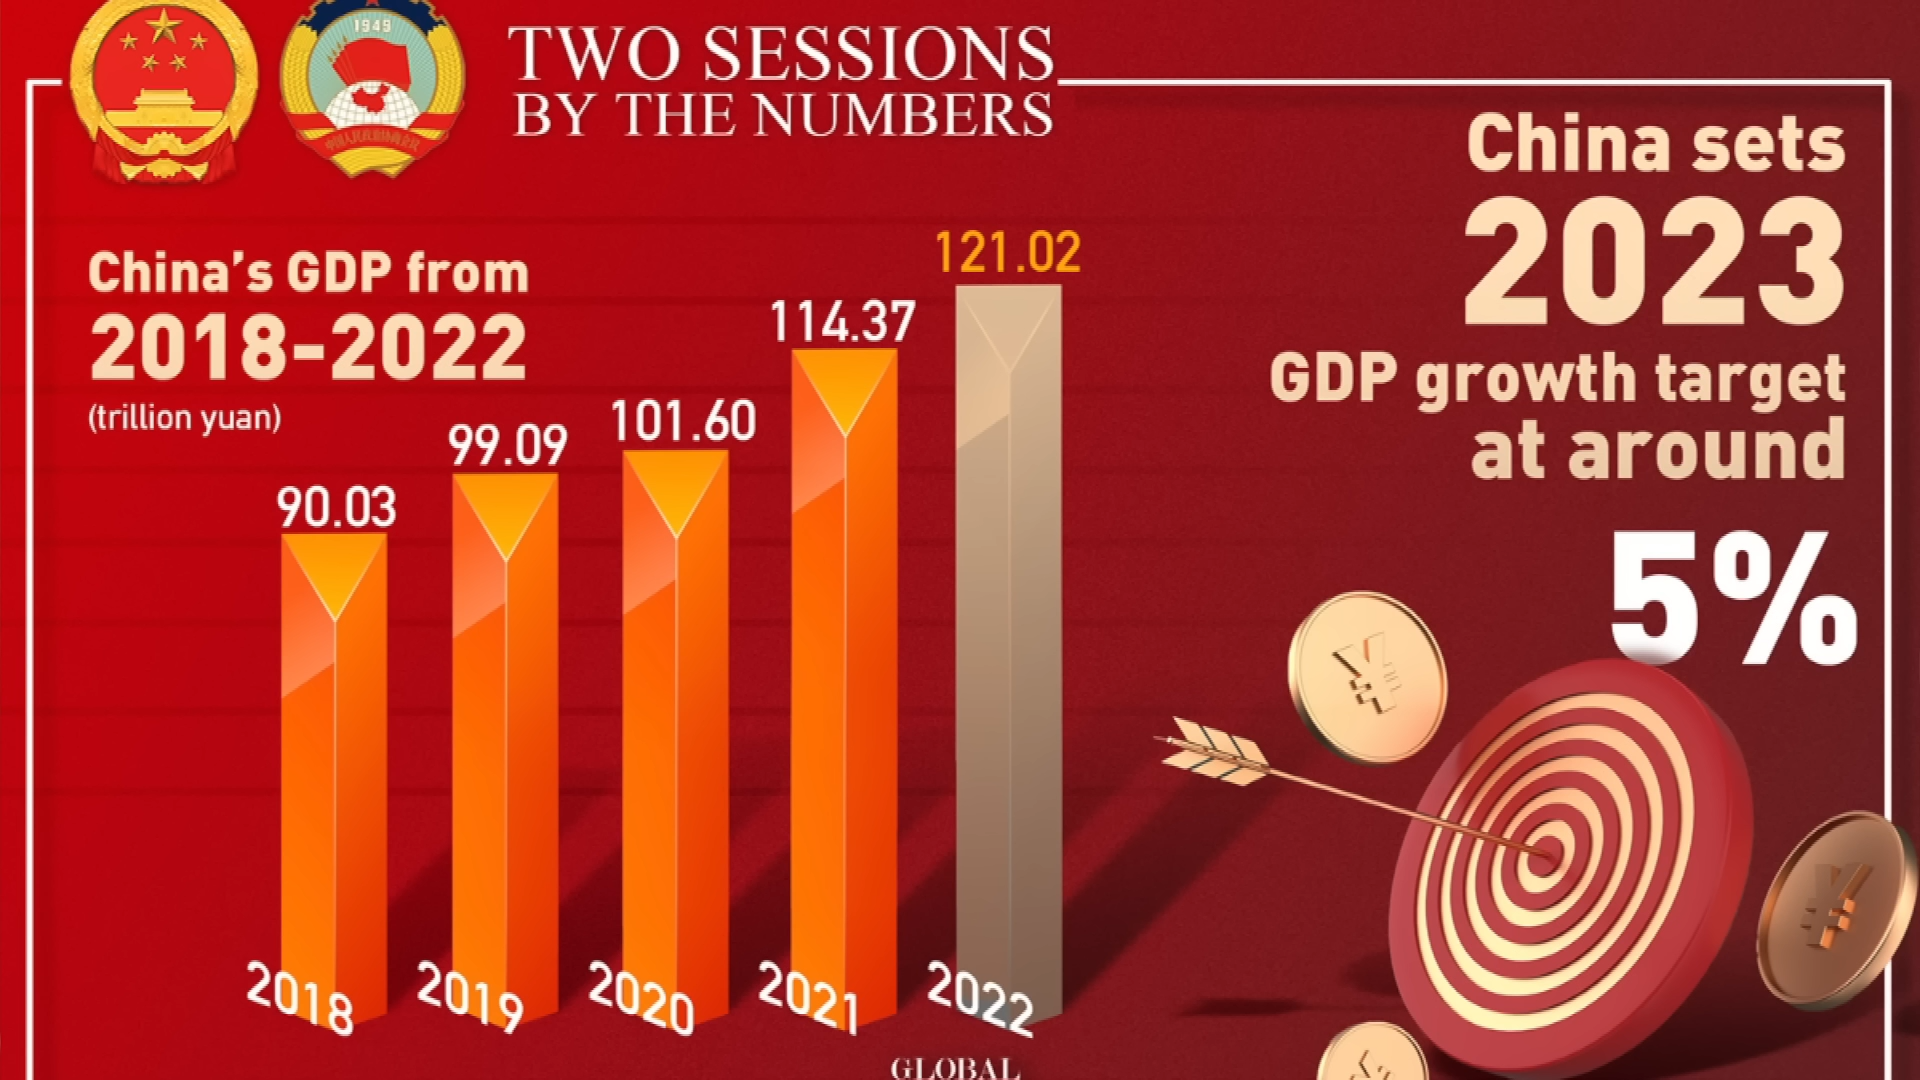 1949
TWO SESSIONS
BY THE NUMBERS
China sets
2023
GDP growth target
at around
5%
China's GDP from
2018-2022
(trillion yuan)
90.03
99.09
101.60
114.37
121.02
2018
2019
2020
2021
2022
¥
¥
GLOBAL